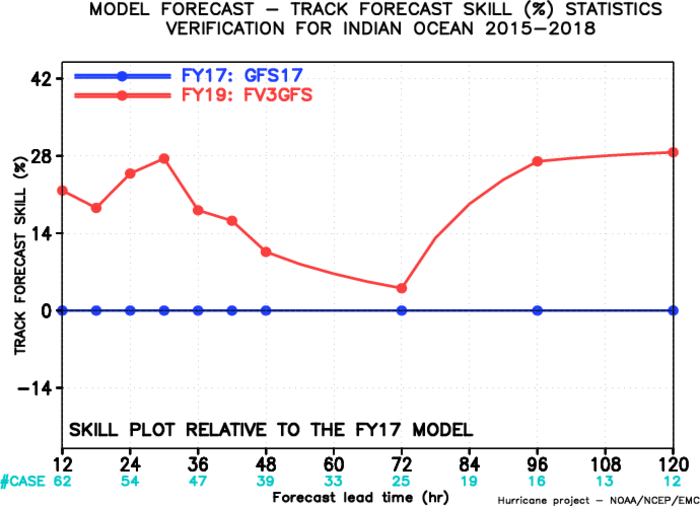 MODEL FORECAST – TRACK FORECAST SKILL (%) STATISTICS
VERIFICATION FOR INDIAN OCEAN 2015–2018
FY17: GFS17
FY19: FV3GFS
TRACK FORECAST SKILL (%)
42
28
14
0
–14
SKILL PLOT RELATIVE TO THE FY17 MODEL
12 24 36 48 60 72 84 96 108 120
#CASE 62 54 47 39 33 25 19 16 13 12
Forecast lead time (hr)
Hurricane project – NOAA/NCEP/EMC